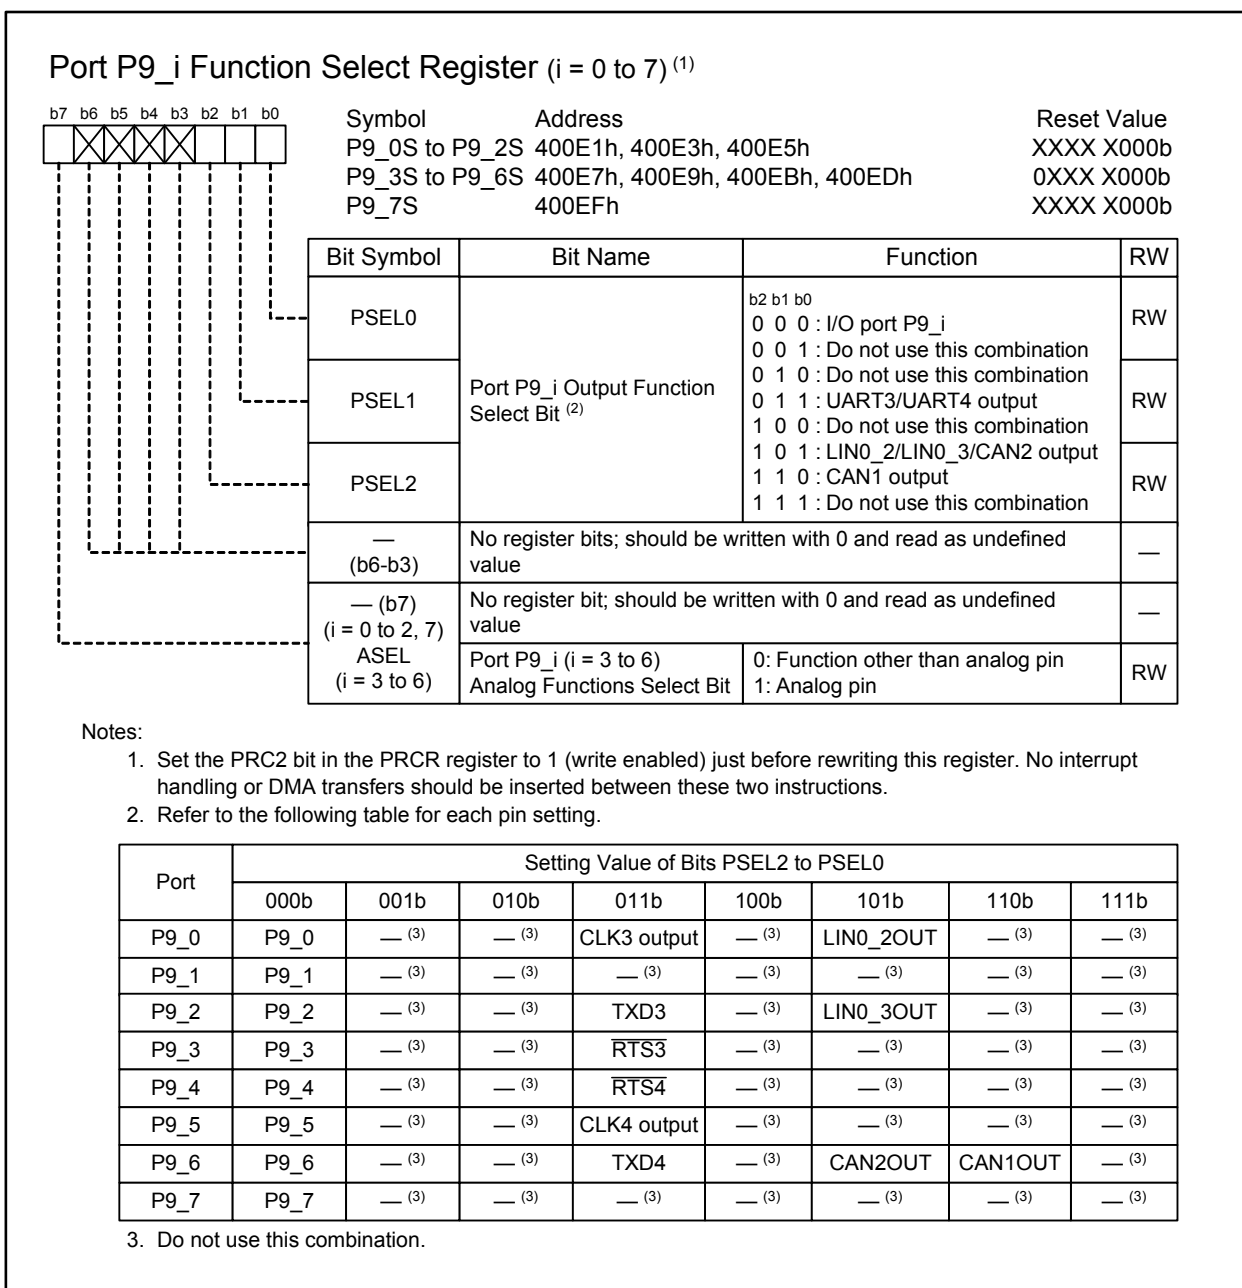 Port P9_i Function Select Register (i = 0 to 7) (1)
b7 b6 b5 b4 b3 b2 b1 b0
Symbol Address Reset Value
P9_0S to P9_2S 400E1h, 400E3h, 400E5h XXXX X000b
P9_3S to P9_6S 400E7h, 400E9h, 400EBh, 400EDh 0XXX X000b
P9_7S 400EFh XXXX X000b
Bit Symbol Bit Name Function RW
PSEL0 RW
PSEL1 RW
PSEL2 RW
Port P9_i Output Function
Select Bit (2)
b2 b1 b0
0 0 0 : I/O port P9_i
0 0 1 : Do not use this combination
0 1 0 : Do not use this combination
0 1 1 : UART3/UART4 output
1 0 0 : Do not use this combination
1 0 1 : LIN0_2/LIN0_3/CAN2 output
1 1 0 : CAN1 output
1 1 1 : Do not use this combination
—
(b6-b3)
No register bits; should be written with 0 and read as undefined
value
—
— (b7)
(i = 0 to 2, 7)
No register bit; should be written with 0 and read as undefined
value
—
ASEL
(i = 3 to 6)
Port P9_i (i = 3 to 6)
Analog Functions Select Bit
0: Function other than analog pin
1: Analog pin
RW
Notes:
1. Set the PRC2 bit in the PRCR register to 1 (write enabled) just before rewriting this register. No interrupt
handling or DMA transfers should be inserted between these two instructions.
2. Refer to the following table for each pin setting.
Port Setting Value of Bits PSEL2 to PSEL0
000b 001b 010b 011b 100b 101b 110b 111b
P9_0 P9_0 — (3) — (3) CLK3 output — (3) LIN0_2OUT — (3) — (3)
P9_1 P9_1 — (3) — (3) — (3) — (3) — (3) — (3) — (3)
P9_2 P9_2 — (3) — (3) TXD3 — (3) LIN0_3OUT — (3) — (3)
P9_3 P9_3 — (3) — (3) RTS3 — (3) — (3) — (3) — (3)
P9_4 P9_4 — (3) — (3) RTS4 — (3) — (3) — (3) — (3)
P9_5 P9_5 — (3) — (3) CLK4 output — (3) — (3) — (3) — (3)
P9_6 P9_6 — (3) — (3) TXD4 — (3) CAN2OUT CAN1OUT — (3)
P9_7 P9_7 — (3) — (3) — (3) — (3) — (3) — (3) — (3)
3. Do not use this combination.